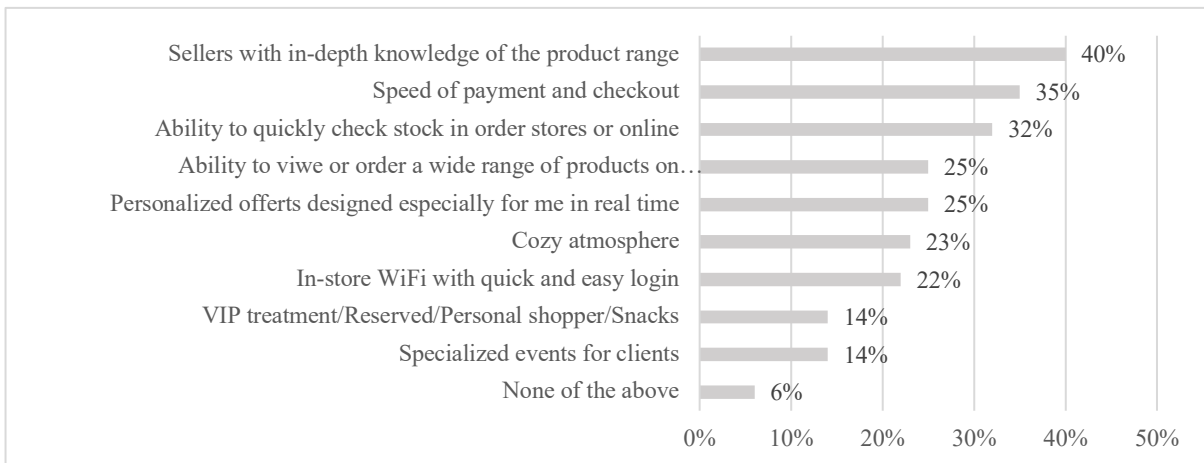 Sellers with in-depth knowledge of the product range 40%
Speed of payment and checkout 35%
Ability to quickly check stock in order stores or online 32%
Ability to viwe or order a wide range of products on… 25%
Personalized offerts designed especially for me in real time 25%
Cozy atmosphere 23%
In-store WiFi with quick and easy login 22%
VIP treatment/Reserved/Personal shopper/Snacks 14%
Specialized events for clients 14%
None of the above 6%
0% 10% 20% 30% 40% 50%